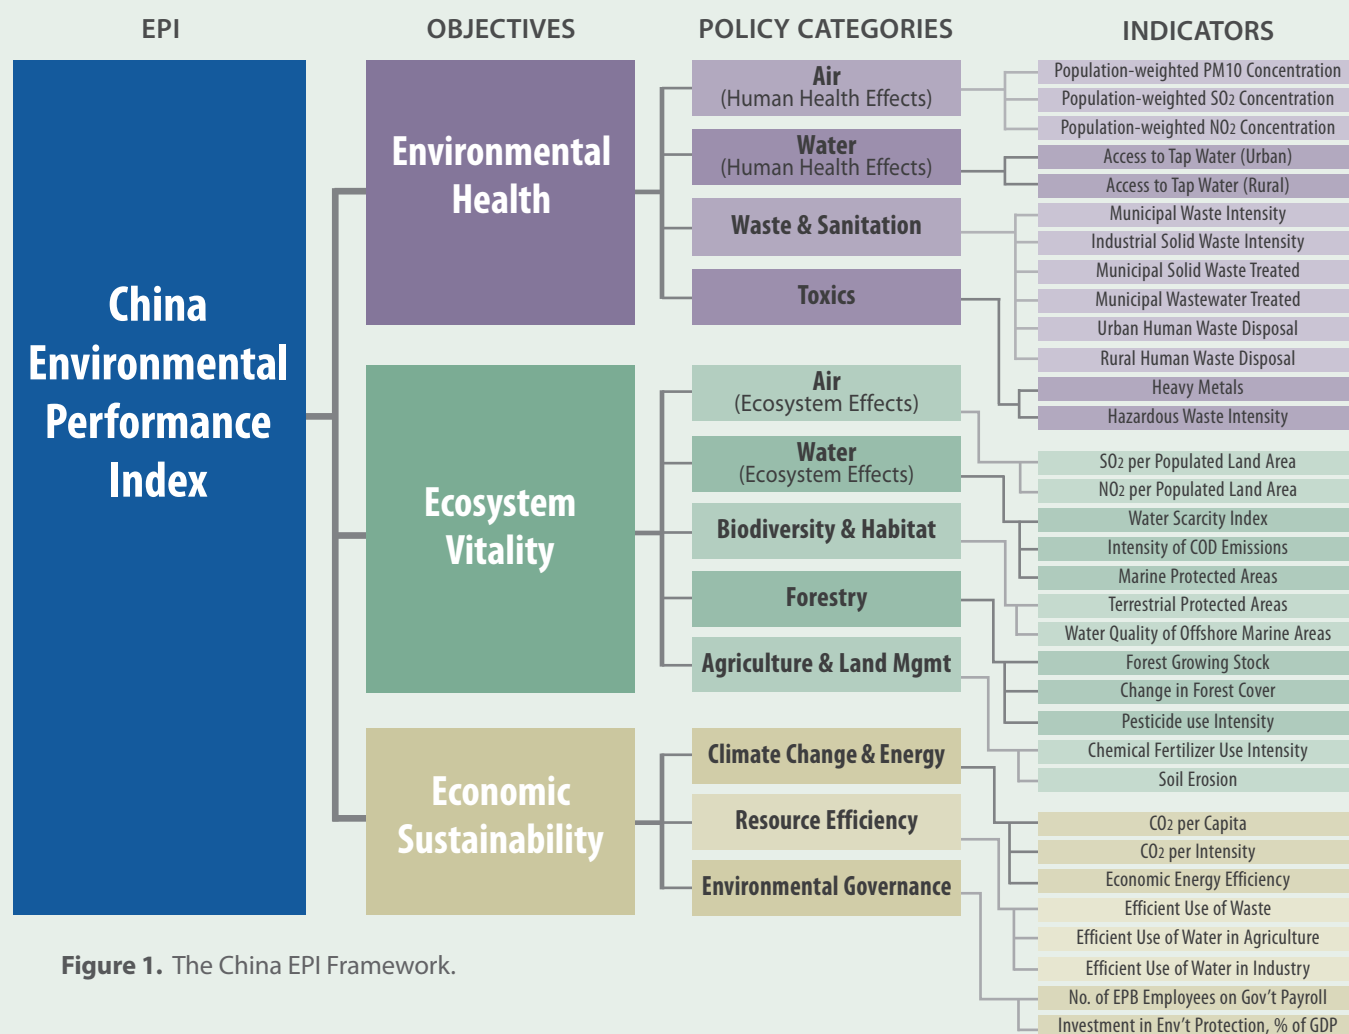 EPI
OBJECTIVES
POLICY CATEGORIES
INDICATORS
China
Environmental
Performance
Index
Environmental
Health
Ecosystem
Vitality
Economic
Sustainability
Air
(Human Health Effects)
Water
(Human Health Effects)
Waste & Sanitation
Toxics
Air
(Ecosystem Effects)
Water
(Ecosystem Effects)
Biodiversity & Habitat
Forestry
Agriculture & Land Mgmt
Climate Change & Energy
Resource Efficiency
Environmental Governance
Population-weighted PM10 Concentration
Population-weighted SO2 Concentration
Population-weighted NO2 Concentration
Access to Tap Water (Urban)
Access to Tap Water (Rural)
Municipal Waste Intensity
Industrial Solid Waste Intensity
Municipal Solid Waste Treated
Municipal Wastewater Treated
Urban Human Waste Disposal
Rural Human Waste Disposal
Heavy Metals
Hazardous Waste Intensity
SO2 per Populated Land Area
NO2 per Populated Land Area
Water Scarcity Index
Intensity of COD Emissions
Marine Protected Areas
Terrestrial Protected Areas
Water Quality of Offshore Marine Areas
Forest Growing Stock
Change in Forest Cover
Pesticide use Intensity
Chemical Fertilizer Use Intensity
Soil Erosion
CO2 per Capita
CO2 per Intensity
Economic Energy Efficiency
Efficient Use of Waste
Efficient Use of Water in Agriculture
Efficient Use of Water in Industry
No. of EPB Employees on Gov’t Payroll
Investment in Env’t Protection, % of GDP
Figure 1. The China EPI Framework.